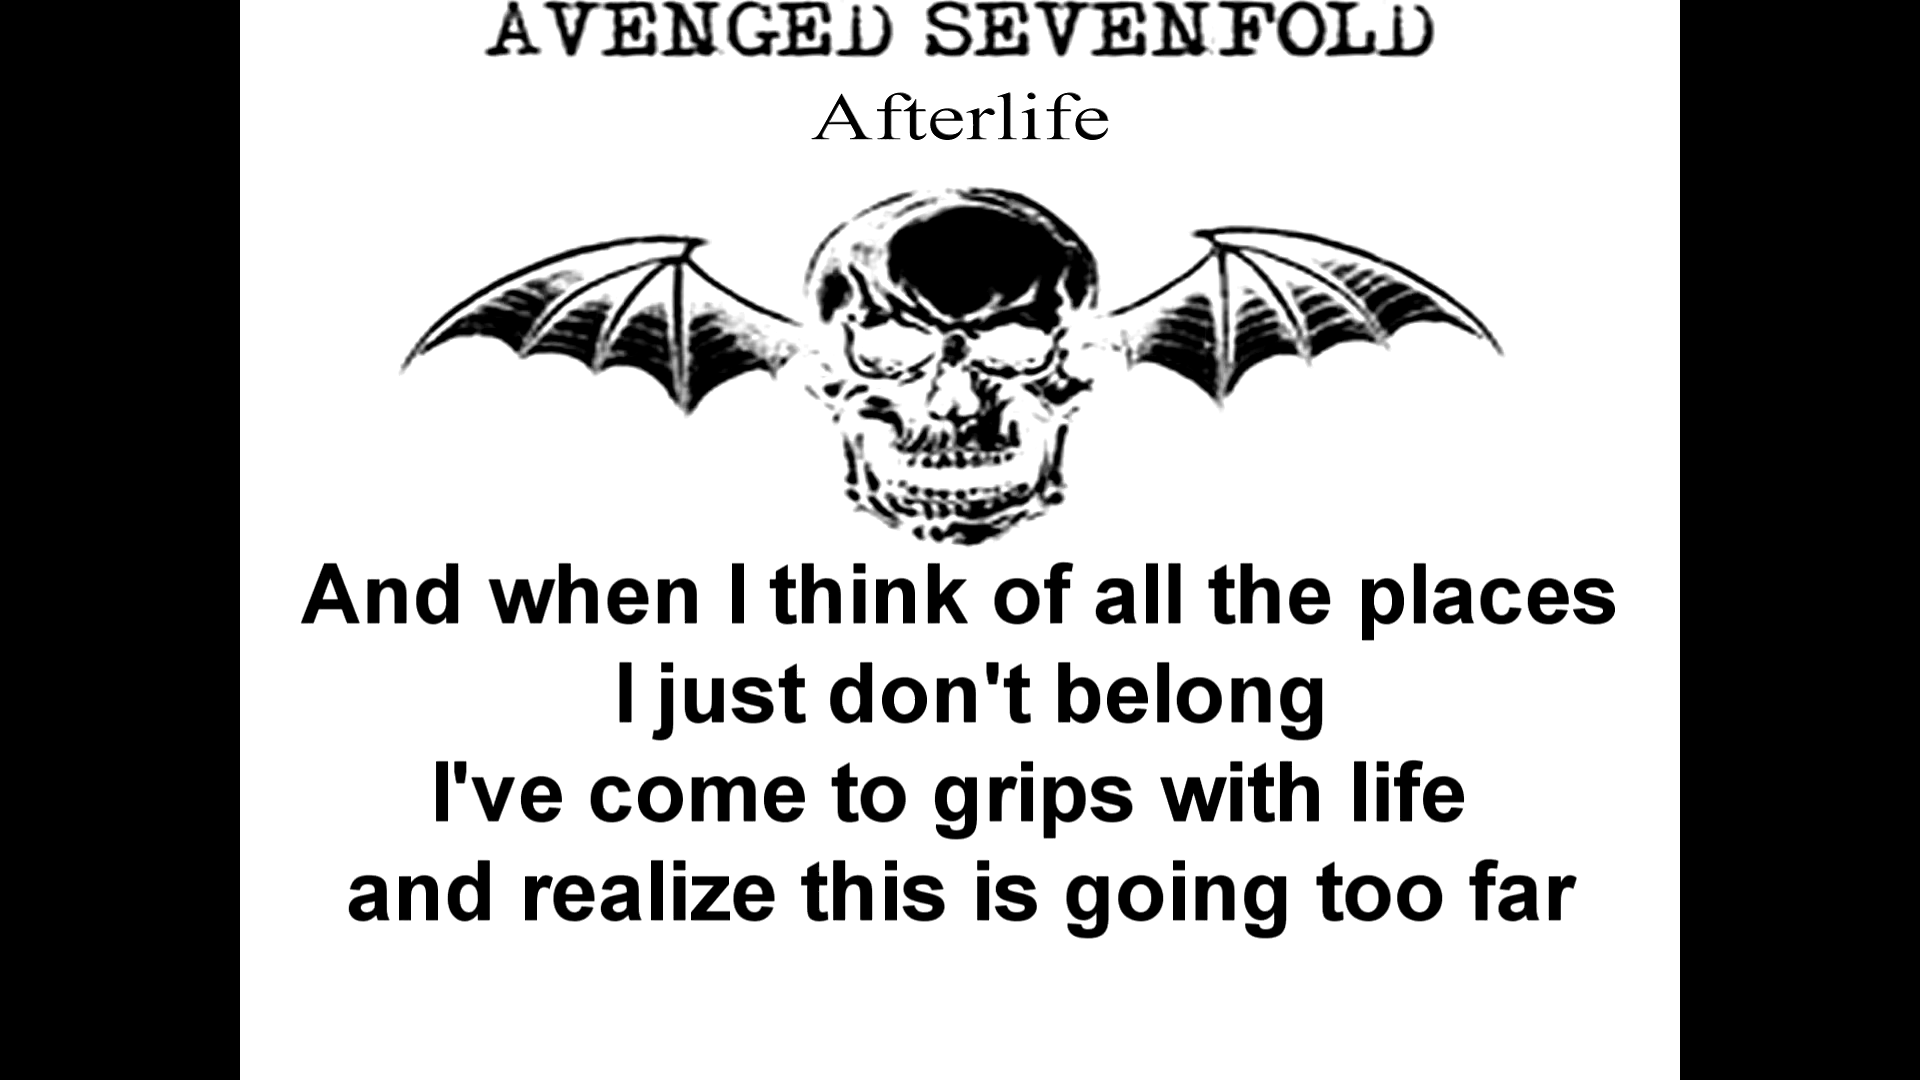 AVENGED SEVENFOLD
Afterlife
And when I think of all the places
I just don't belong
I've come to grips with life
and realize this is going too far